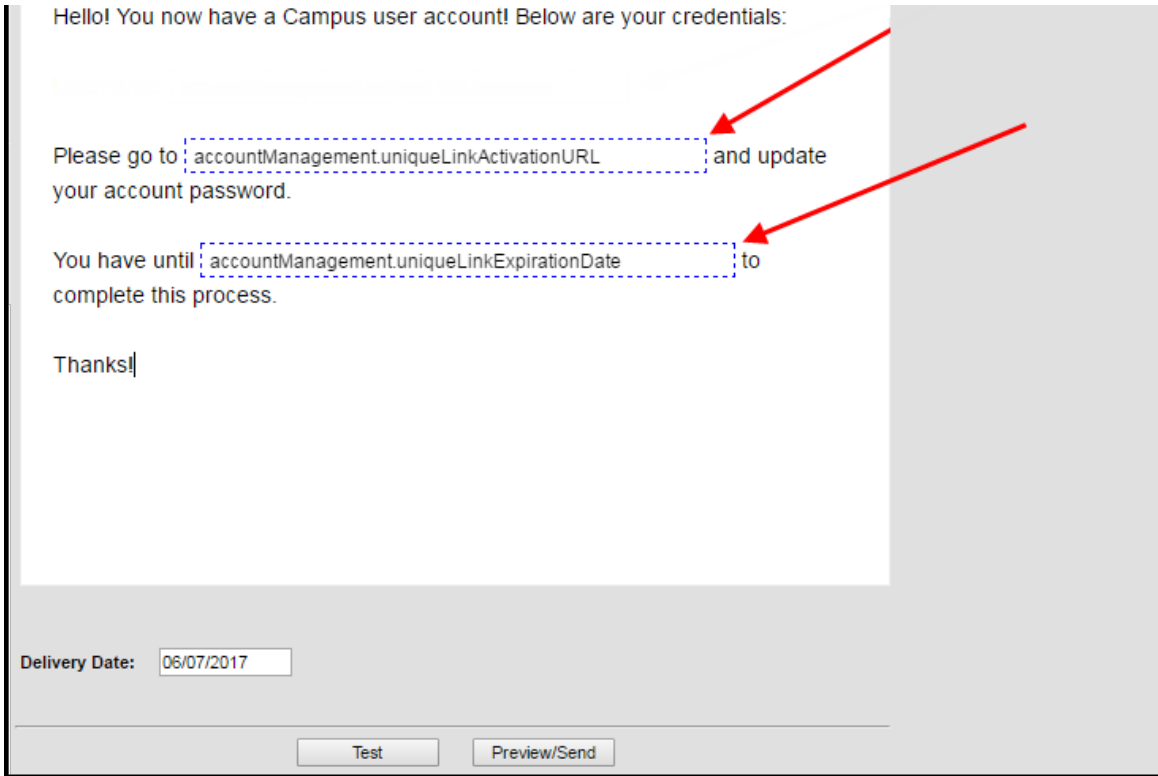 Hello! You now have a Campus user account! Below are your credentials:
Please go to accountManagement.uniqueLinkActivationURL and update
your account password.
You have until accountManagement.uniqueLinkExpirationDate to
complete this process.
Thanks!
Delivery Date: 06/07/2017
Test Preview/Send